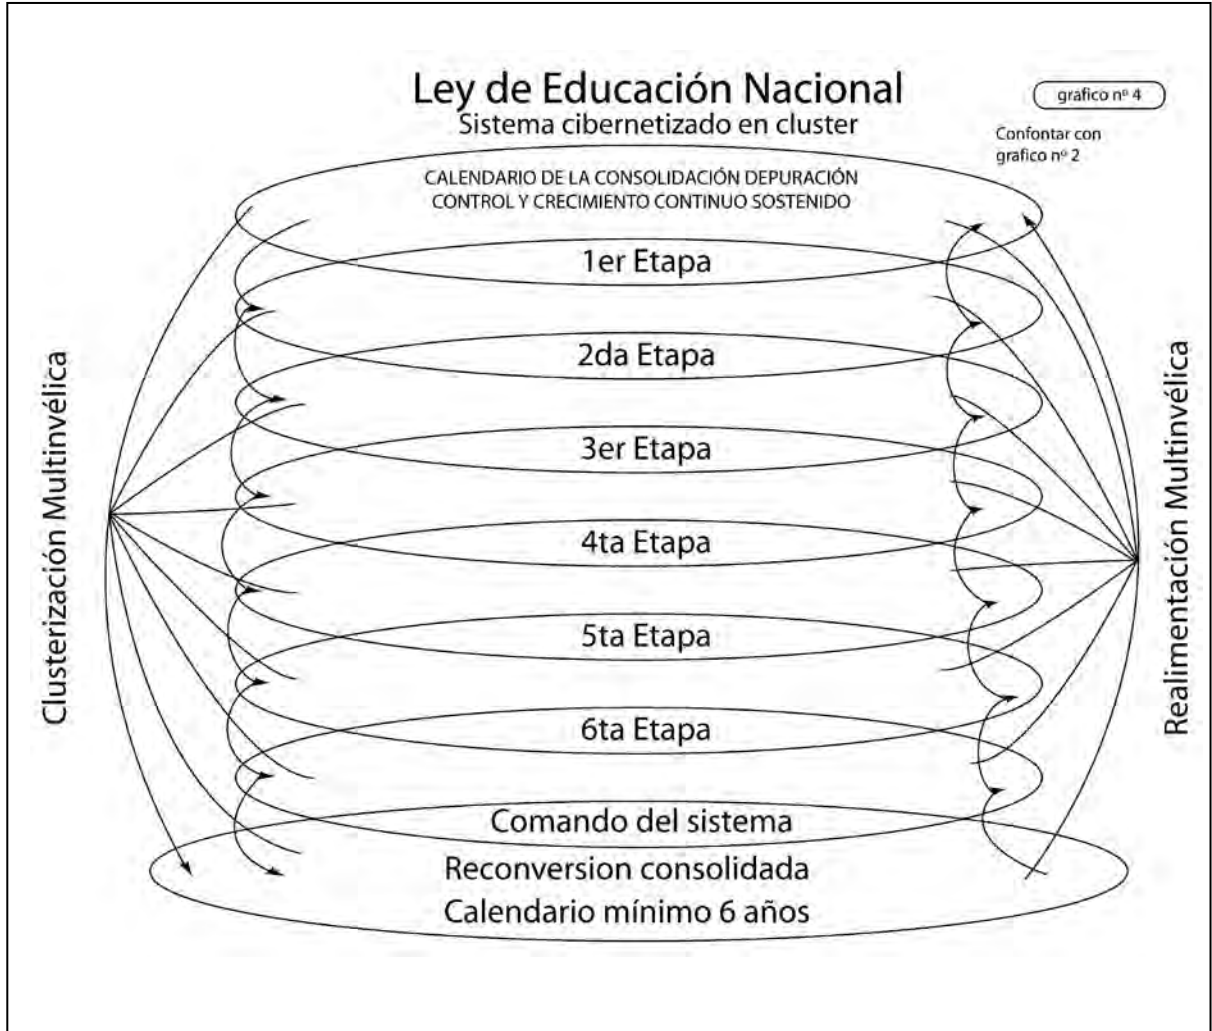 Ley de Educación Nacional
Sistema cibernetizado en cluster
grafico nº 4
Confontar con
grafico nº 2
CALENDARIO DE LA CONSOLIDACIÓN DEPURACIÓN
CONTROL Y CRECIMIENTO CONTINUO SOSTENIDO
1er Etapa
2da Etapa
3er Etapa
4ta Etapa
5ta Etapa
6ta Etapa
Comando del sistema
Reconversion consolidada
Calendario mínimo 6 años
Clusterización Multinvélica
Realimentación Multinvélica